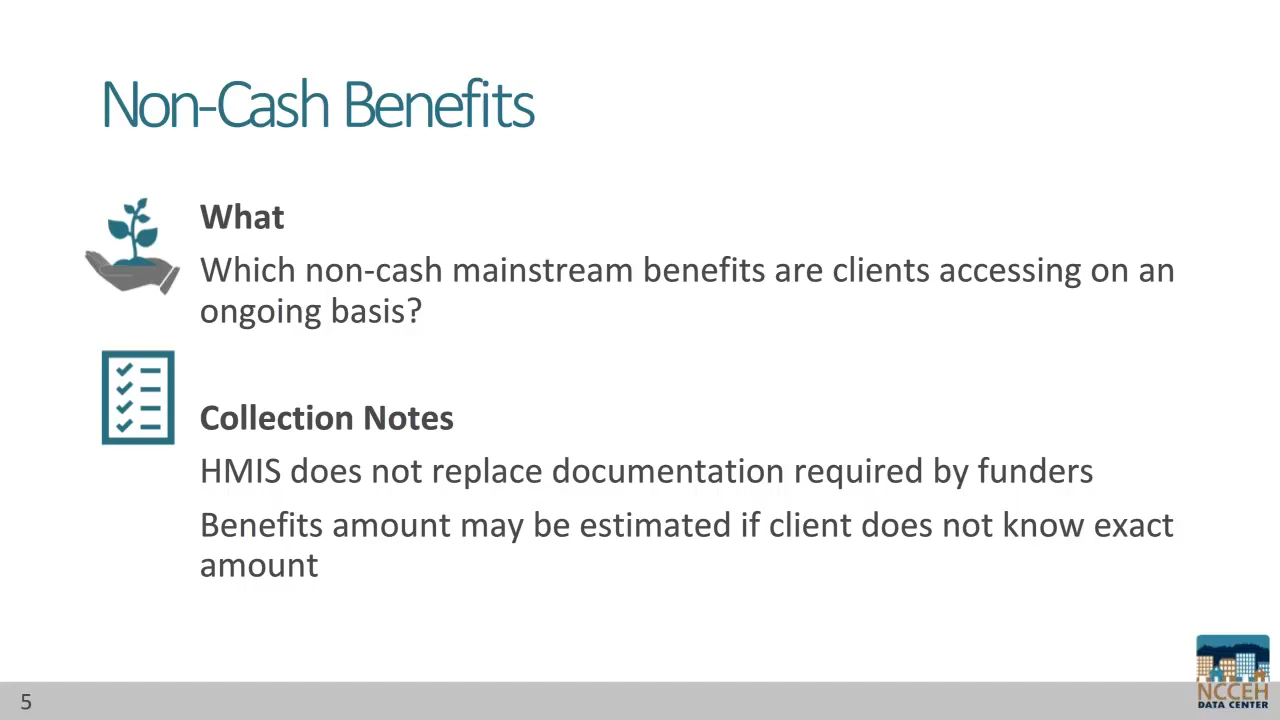 Non-Cash Benefits
What
Which non-cash mainstream benefits are clients accessing on an
ongoing basis?
Collection Notes
HMIS does not replace documentation required by funders
Benefits amount may be estimated if client does not know exact
amount
5
NCCEH
DATA CENTER